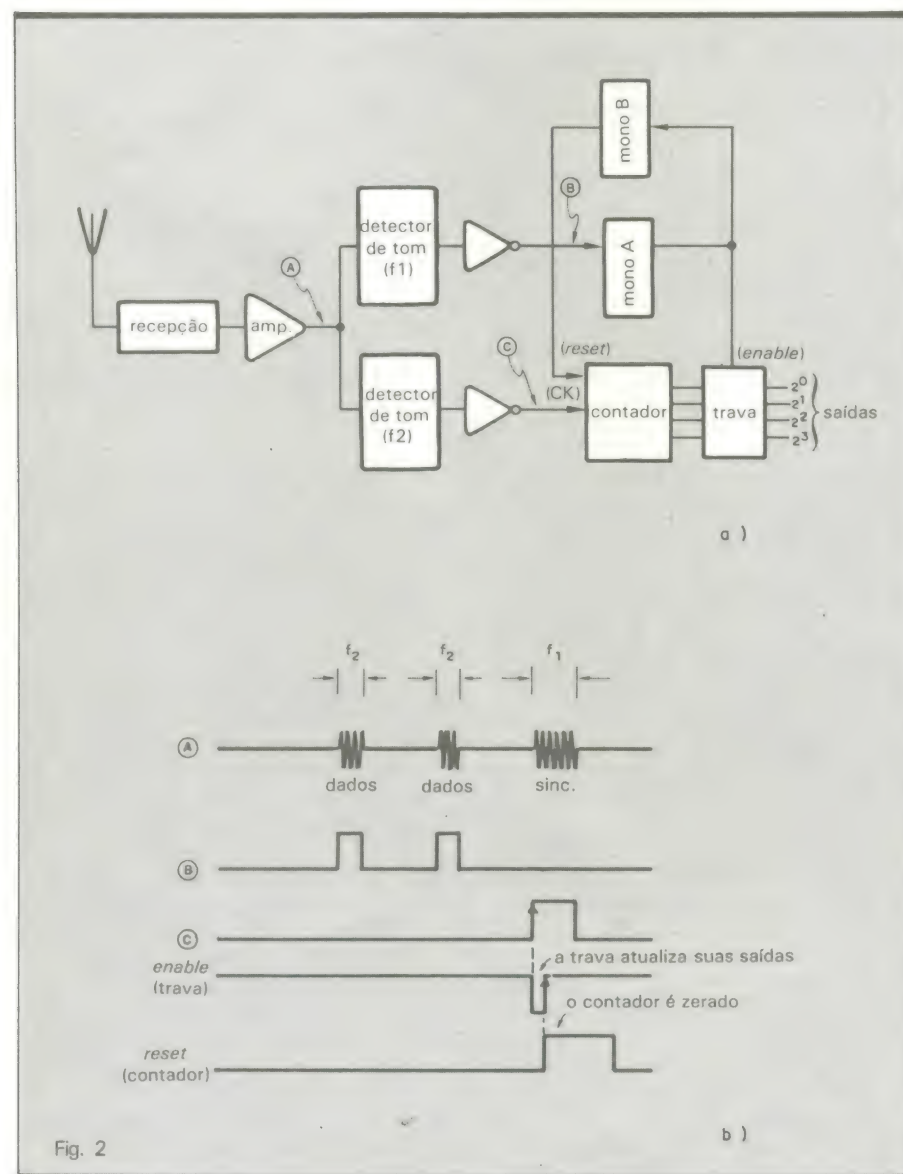 mono B
B
detector
de tom
(f1)
mono A
A
recepção
amp.
C
(reset)
(enable)
(CK)
detector
de tom
(f2)
contador
trava
2⁰
2¹
2²
2³
saídas
a )
f₂
f₂
f₁
A
dados
dados
sinc.
B
C
a trava atualiza suas saídas
enable
(trava)
o contador é zerado
reset
(contador)
Fig. 2
b )